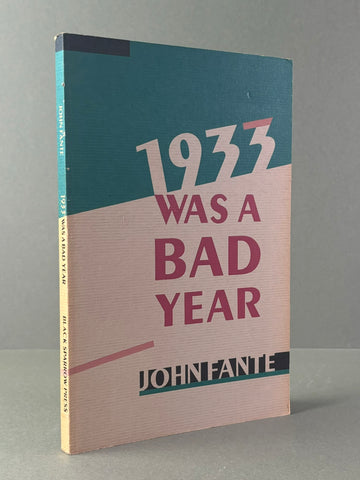 1933
WAS A
BAD
YEAR
JOHN FANTE
JOHN FANTE 1933 WAS A BAD YEAR BLACK SPARROW PRESS